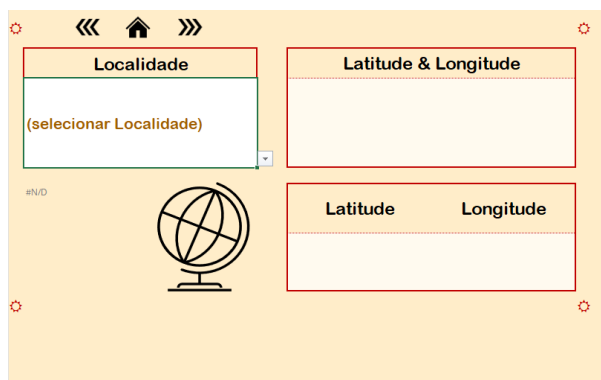 Localidade
Latitude & Longitude
(selecionar Localidade)
#N/D
Latitude Longitude